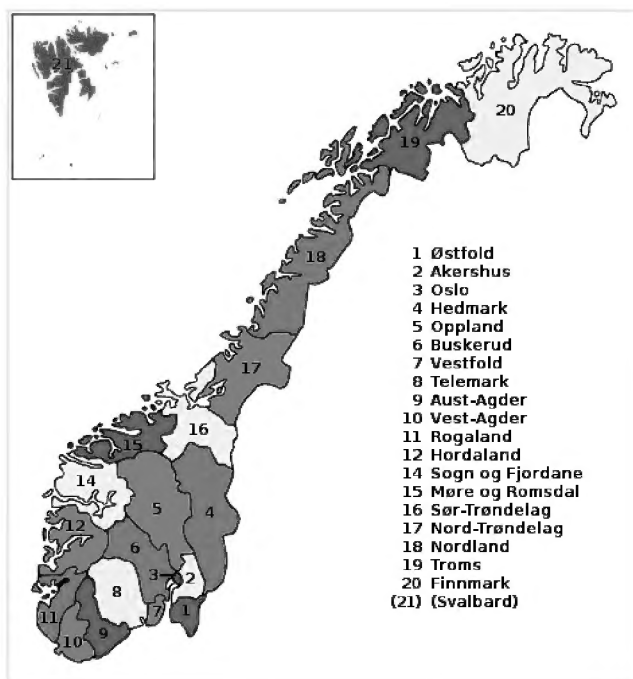 21
20
19
18
17
16
15
14
5
4
12
6
3
2
8
11
7
1
10
9
1 Østfold
2 Akershus
3 Oslo
4 Hedmark
5 Oppland
6 Buskerud
7 Vestfold
8 Telemark
9 Aust-Agder
10 Vest-Agder
11 Rogaland
12 Hordaland
14 Sogn og Fjordane
15 Møre og Romsdal
16 Sør-Trøndelag
17 Nord-Trøndelag
18 Nordland
19 Troms
20 Finnmark
(21) (Svalbard)